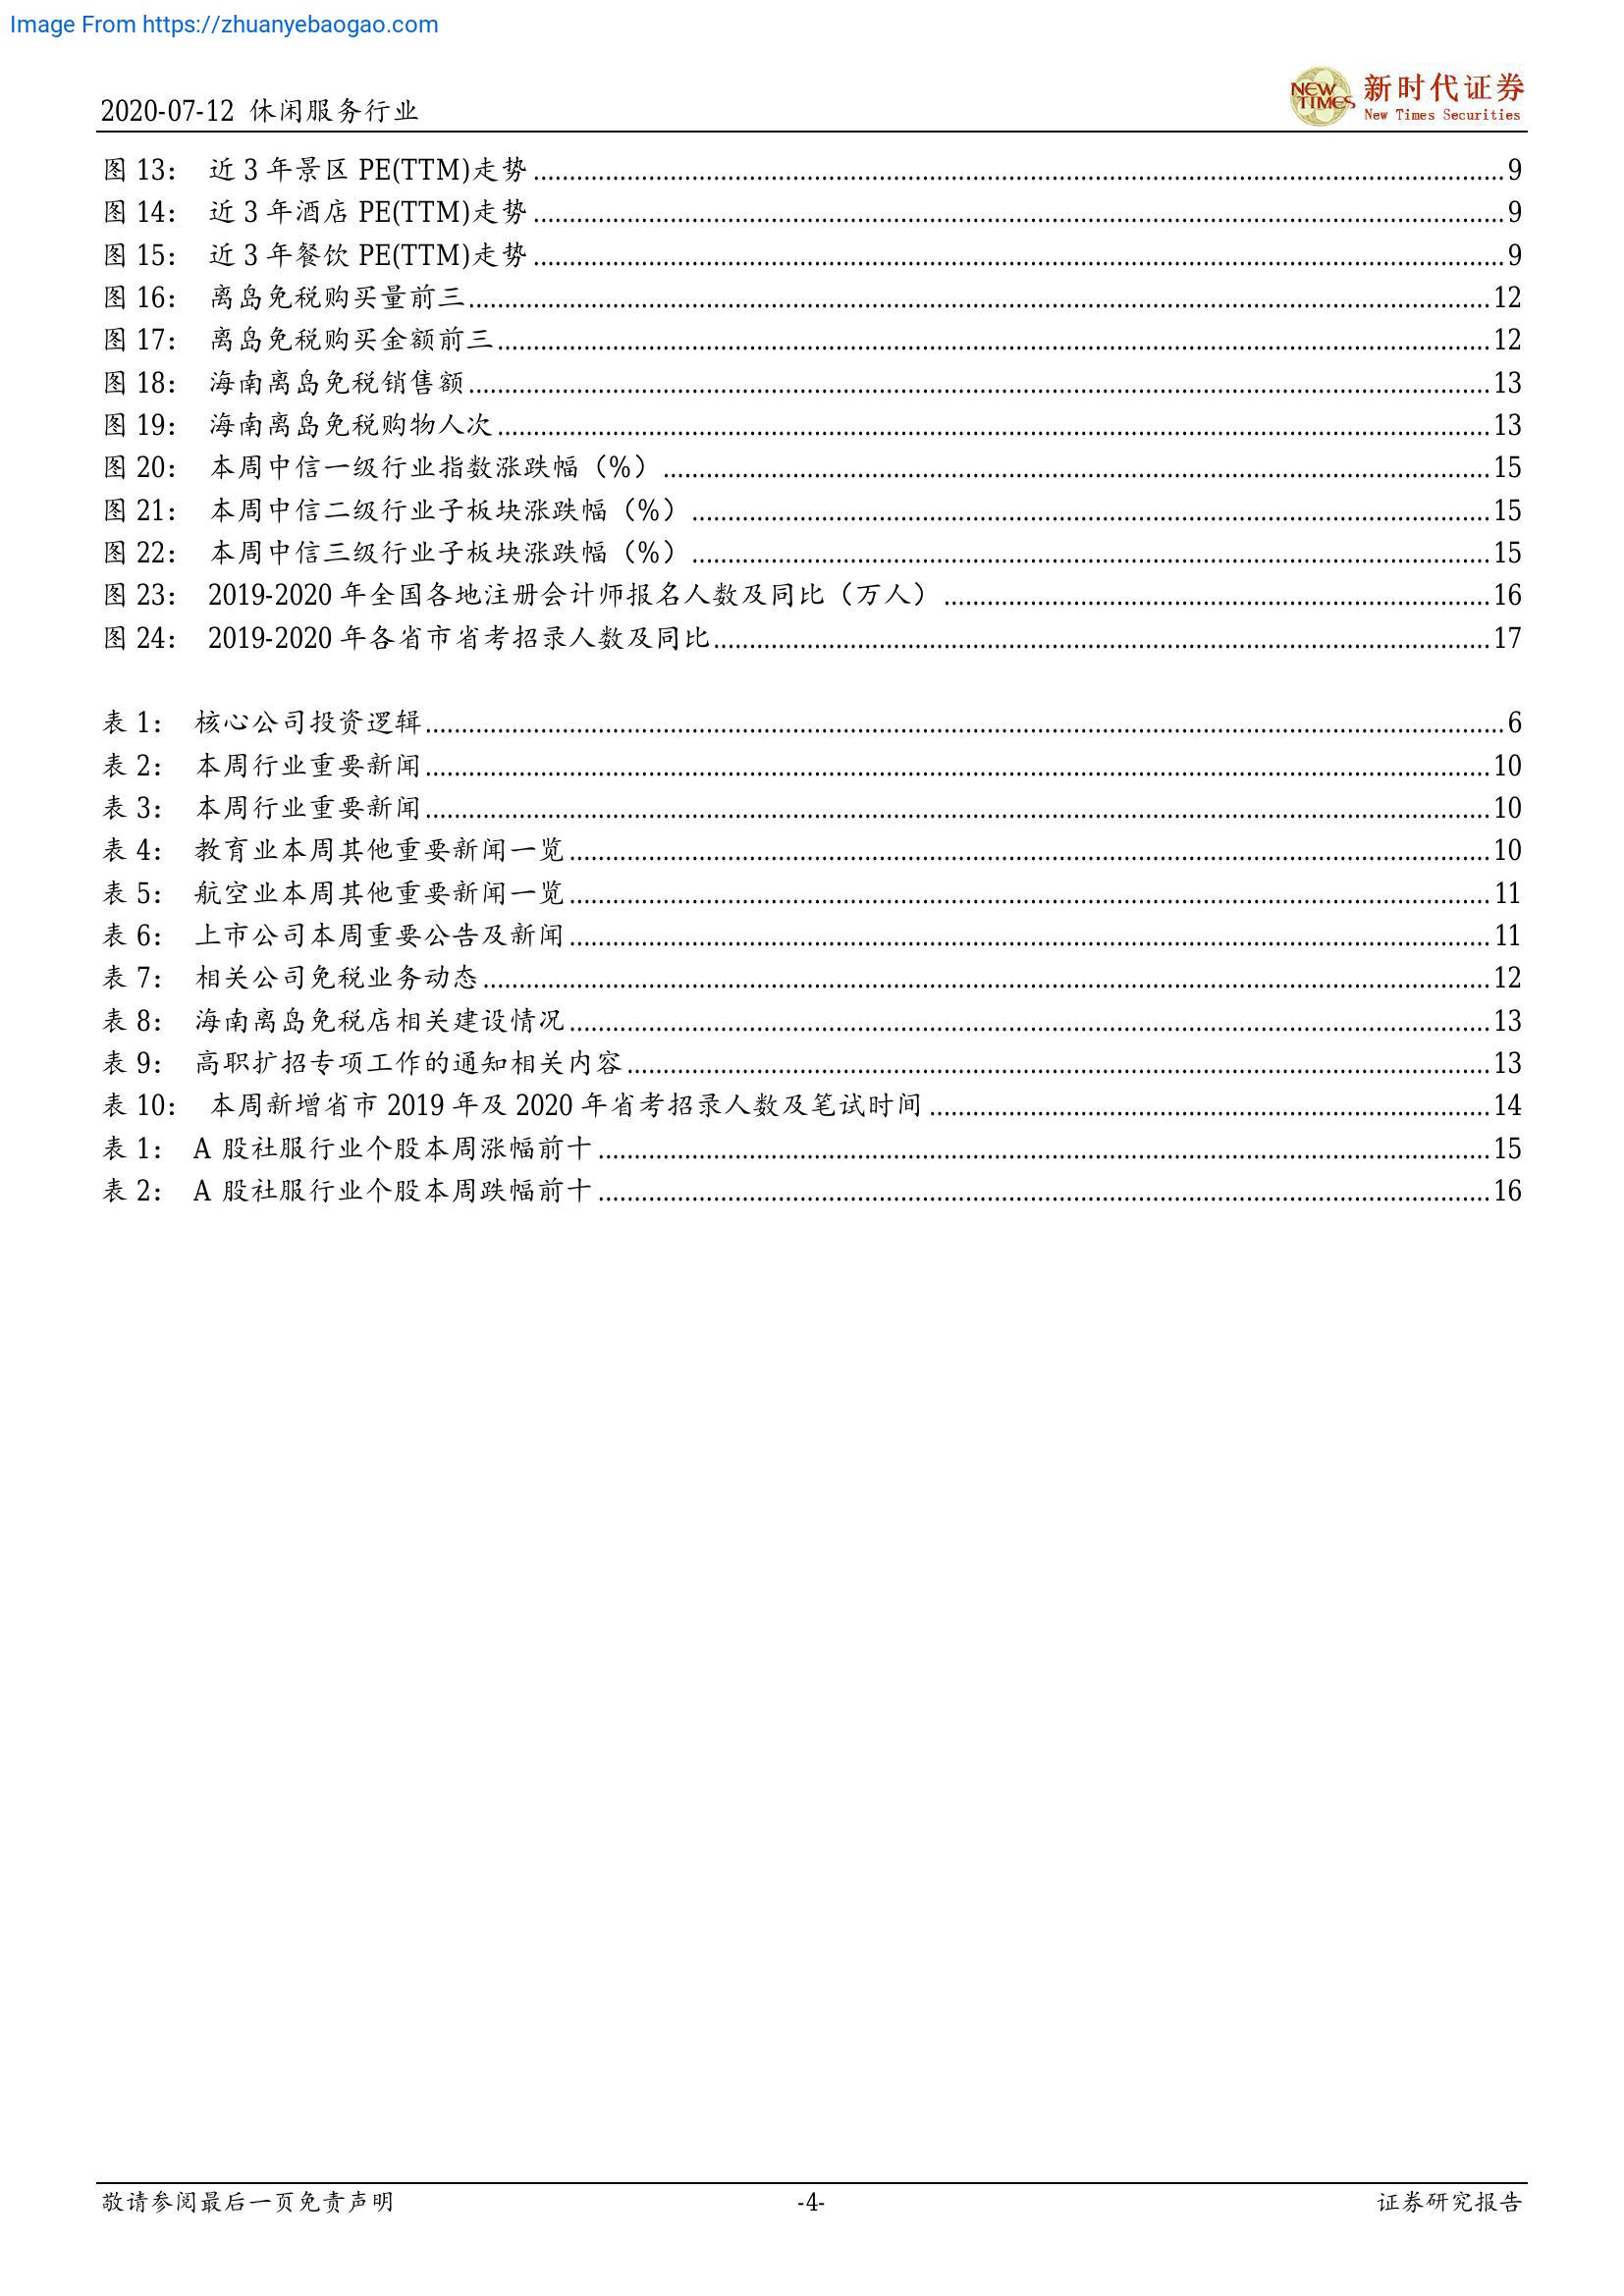 Image From https://zhuanyebaogao.com
2020-07-12 休闲服务行业
NEW TIMES 新时代证券
New Times Securities
图 13： 近 3 年景区 PE(TTM)走势 9
图 14： 近 3 年酒店 PE(TTM)走势 9
图 15： 近 3 年餐饮 PE(TTM)走势 9
图 16： 离岛免税购买量前三 12
图 17： 离岛免税购买金额前三 12
图 18： 海南离岛免税销售额 13
图 19： 海南离岛免税购物人次 13
图 20： 本周中信一级行业指数涨跌幅（%） 15
图 21： 本周中信二级行业子板块涨跌幅（%） 15
图 22： 本周中信三级行业子板块涨跌幅（%） 15
图 23： 2019-2020 年全国各地注册会计师报名人数及同比（万人） 16
图 24： 2019-2020 年各省市省考招录人数及同比 17
表 1： 核心公司投资逻辑 6
表 2： 本周行业重要新闻 10
表 3： 本周行业重要新闻 10
表 4： 教育业本周其他重要新闻一览 10
表 5： 航空业本周其他重要新闻一览 11
表 6： 上市公司本周重要公告及新闻 11
表 7： 相关公司免税业务动态 12
表 8： 海南离岛免税店相关建设情况 13
表 9： 高职扩招专项工作的通知相关内容 13
表 10： 本周新增省市 2019 年及 2020 年省考招录人数及笔试时间 14
表 1： A 股社服行业个股本周涨幅前十 15
表 2： A 股社服行业个股本周跌幅前十 16
敬请参阅最后一页免责声明 -4- 证券研究报告